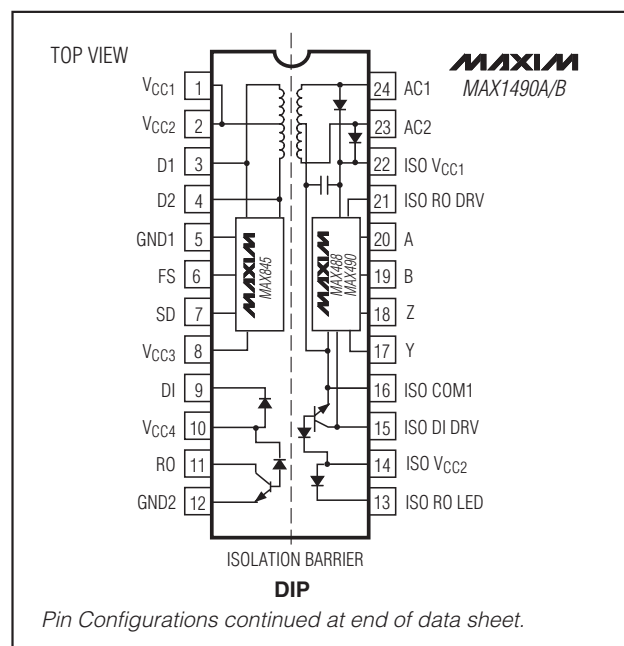 TOP VIEW
MAXIM
MAX1490A/B
VCC1 1
VCC2 2
D1 3
D2 4
GND1 5
FS 6
SD 7
VCC3 8
DI 9
VCC4 10
RO 11
GND2 12
MAXIM
MAX845
MAXIM
MAX488
MAX490
24 AC1
23 AC2
22 ISO VCC1
21 ISO RO DRV
20 A
19 B
18 Z
17 Y
16 ISO COM1
15 ISO DI DRV
14 ISO VCC2
13 ISO RO LED
ISOLATION BARRIER
DIP
Pin Configurations continued at end of data sheet.